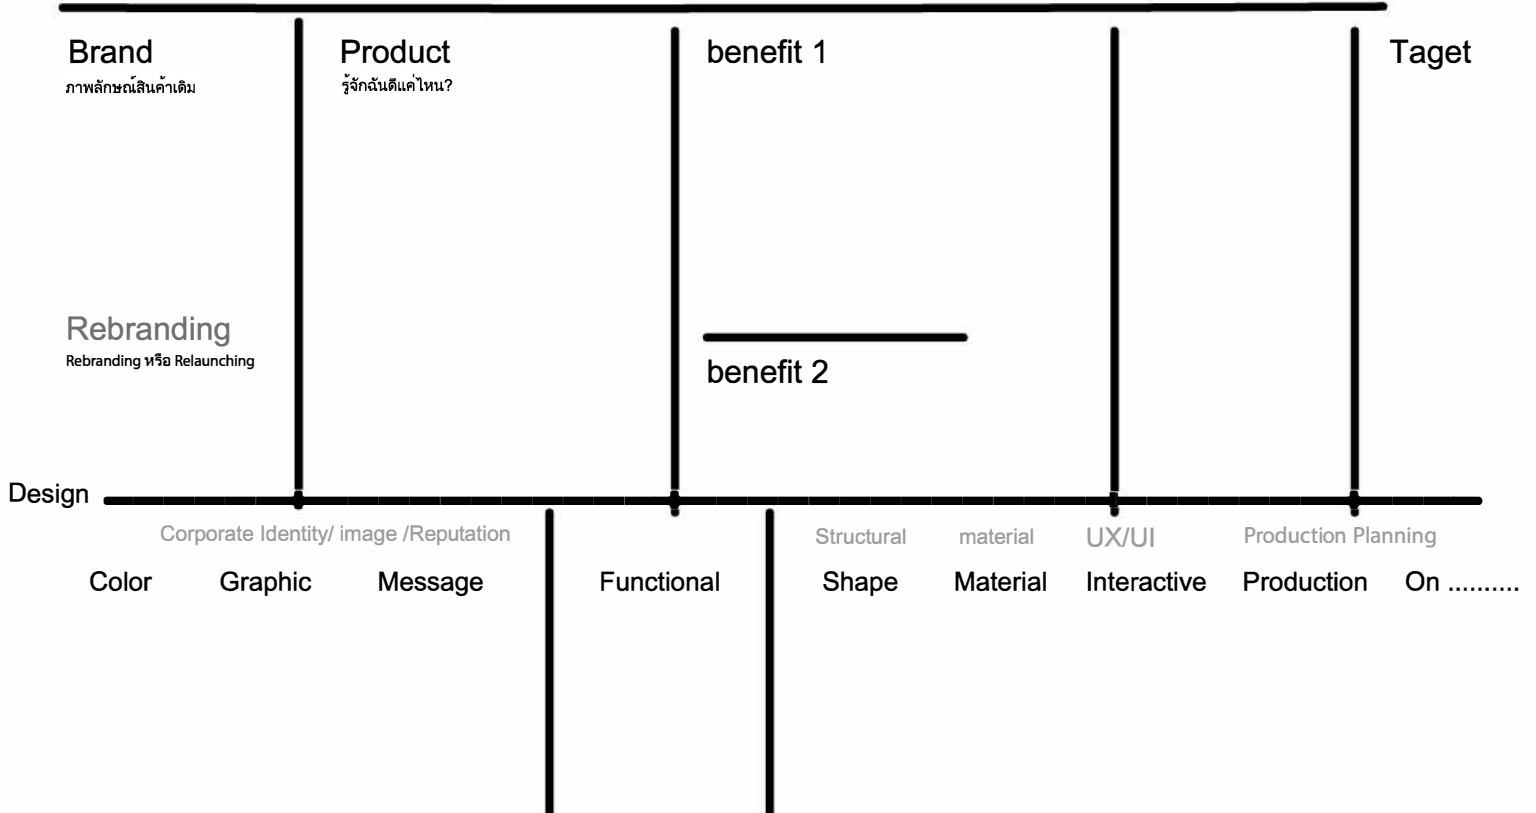 Brand
ภาพลักษณ์สินค้าเดิม
Product
รู้จักฉันดีแค่ไหน?
benefit 1
Taget
Rebranding
Rebranding หรือ Relaunching
benefit 2
Design
Corporate Identity/ image /Reputation
Structural
material
UX/UI
Production Planning
Color
Graphic
Message
Functional
Shape
Material
Interactive
Production
On ..........